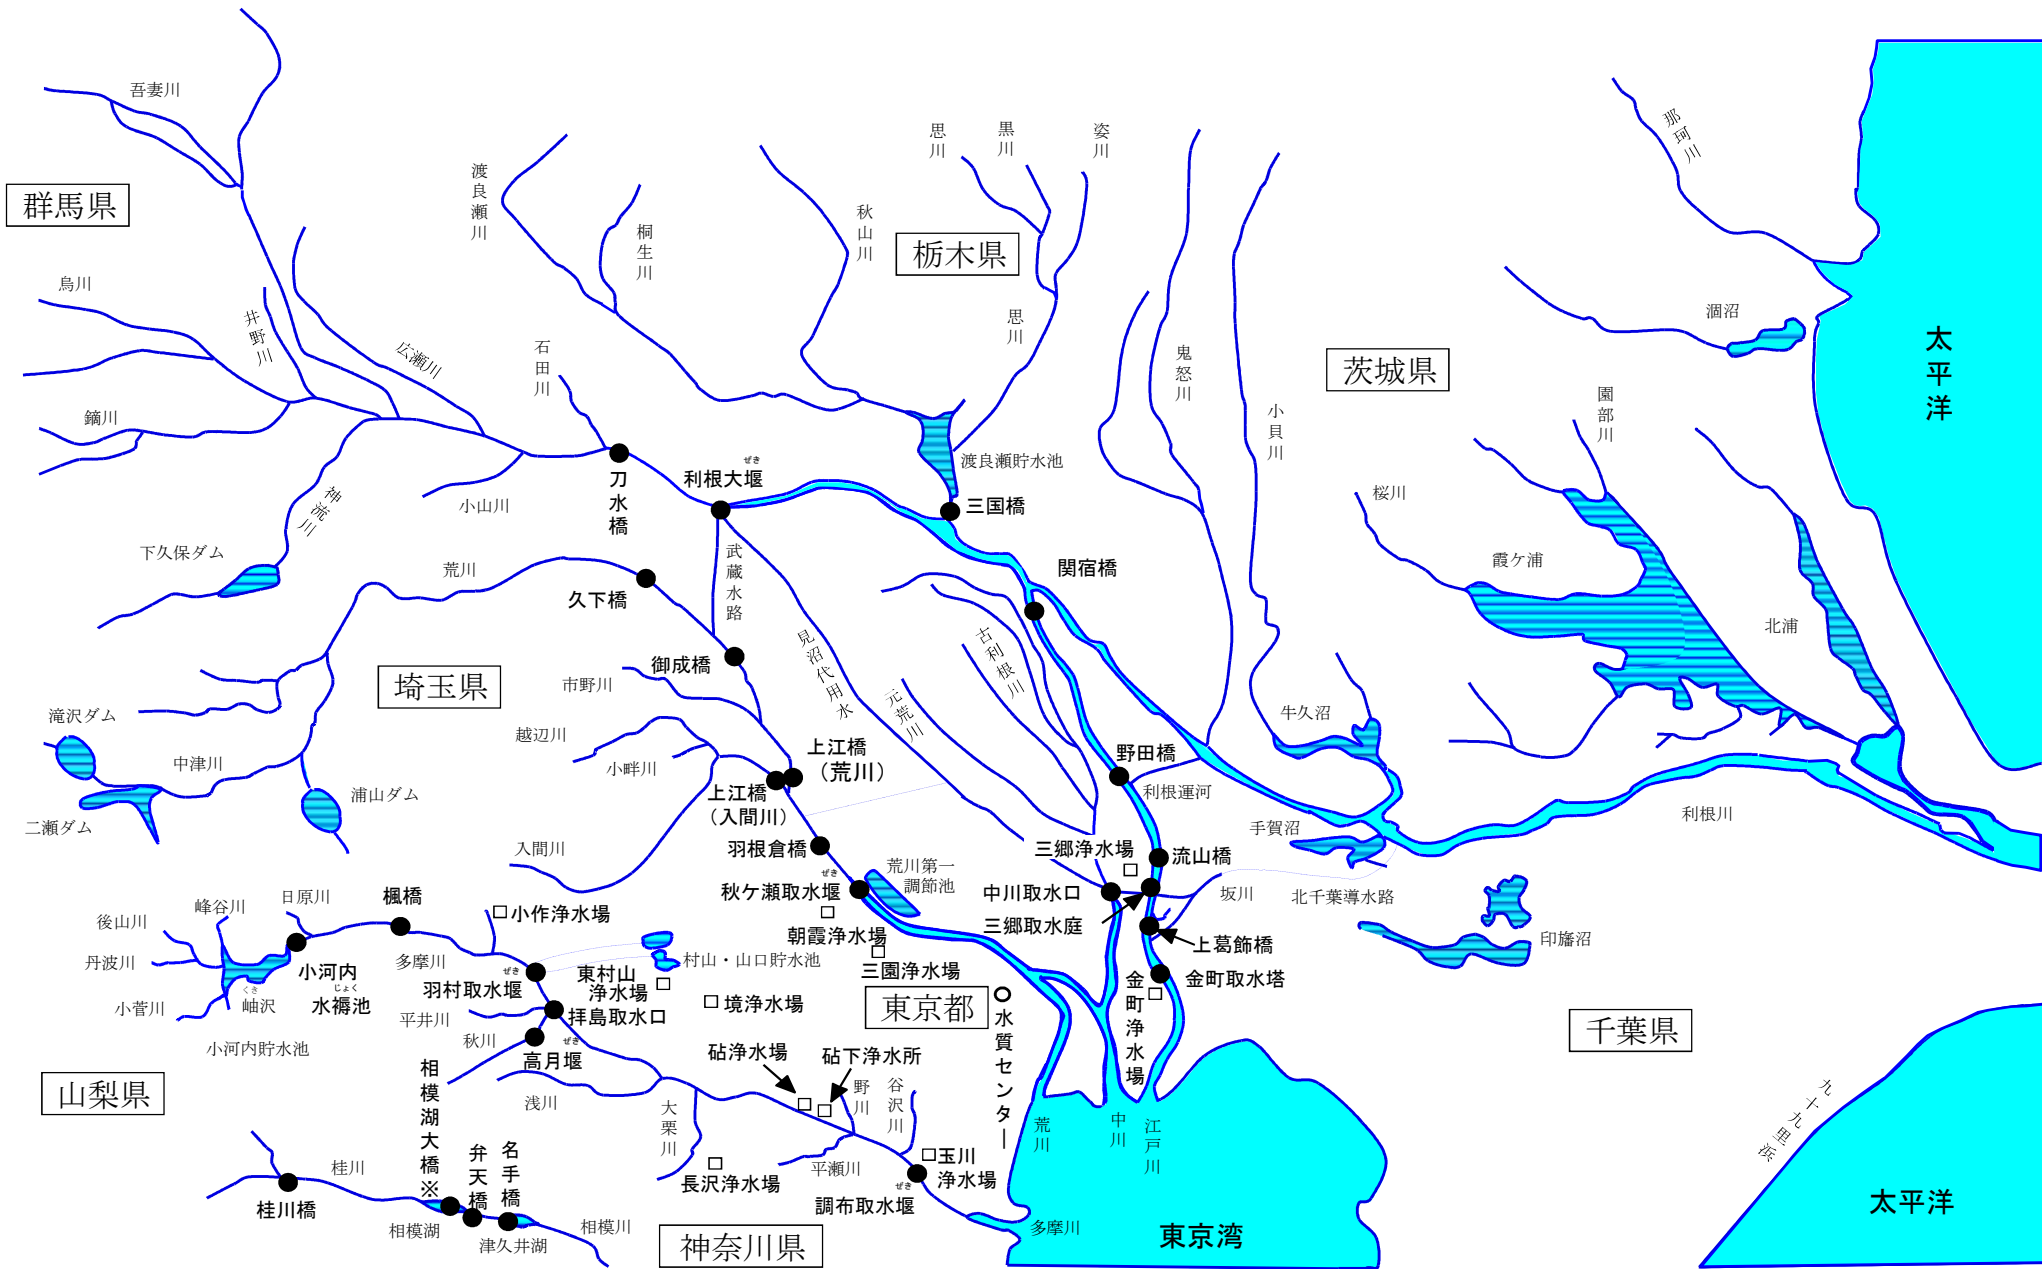 吾妻川
群馬県
渡良瀬川
桐生川
秋山川
思川
黒川
姿川
栃木県
那珂川
涸沼
太平洋
烏川
井野川
広瀬川
石田川
思川
鬼怒川
小貝川
茨城県
園部川
鏑川
神流川
小山川
刀水橋
利根大堰
ぜき
渡良瀬貯水池
三国橋
桜川
霞ケ浦
北浦
下久保ダム
荒川
久下橋
武蔵水路
見沼代用水
関宿橋
古利根川
元荒川
埼玉県
御成橋
市野川
越辺川
小畔川
上江橋
(荒川)
上江橋
(入間川)
滝沢ダム
中津川
浦山ダム
二瀬ダム
入間川
羽根倉橋
野田橋
利根運河
牛久沼
手賀沼
利根川
三郷浄水場
流山橋
坂川
北千葉導水路
印旛沼
中川取水口
三郷取水庭
上葛飾橋
金町取水塔
金町浄水場
ぜき
秋ケ瀬取水堰
荒川第一
調節池
朝霞浄水場
三園浄水場
後山川
峰谷川
日原川
楓橋
小作浄水場
丹波川
小菅川
くき
岫沢
小河内
じょく
水褥池
小河内貯水池
多摩川
ぜき
羽村取水堰
東村山
浄水場
村山・山口貯水池
境浄水場
平井川
拝島取水口
秋川
ぜき
高月堰
東京都
水質センター
千葉県
山梨県
相模湖大橋※
弁天橋
名手橋
浅川
大栗川
砧浄水場
砧下浄水所
野川
谷沢川
荒川
中川
江戸川
九十九里浜
桂川
桂川橋
相模湖
津久井湖
相模川
長沢浄水場
平瀬川
玉川
浄水場
ぜき
調布取水堰
多摩川
神奈川県
東京湾
太平洋